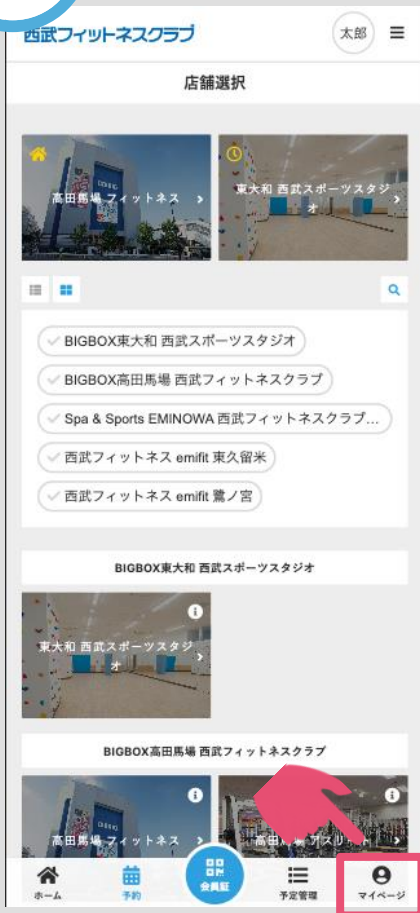 西武フィットネスクラブ
太郎
店舗選択
高田馬場 フィットネス
東大和 西武スポーツスタジ
オ
BIGBOX東大和 西武スポーツスタジオ
BIGBOX高田馬場 西武フィットネスクラブ
Spa & Sports EMINOWA 西武フィットネスクラブ…
西武フィットネス emifit 東久留米
西武フィットネス emifit 鷺ノ宮
BIGBOX東大和 西武スポーツスタジオ
東大和 西武スポーツスタジ
オ
BIGBOX高田馬場 西武フィットネスクラブ
高田馬場 フィットネス
ホーム
予約
会員証
予定管理
マイページ